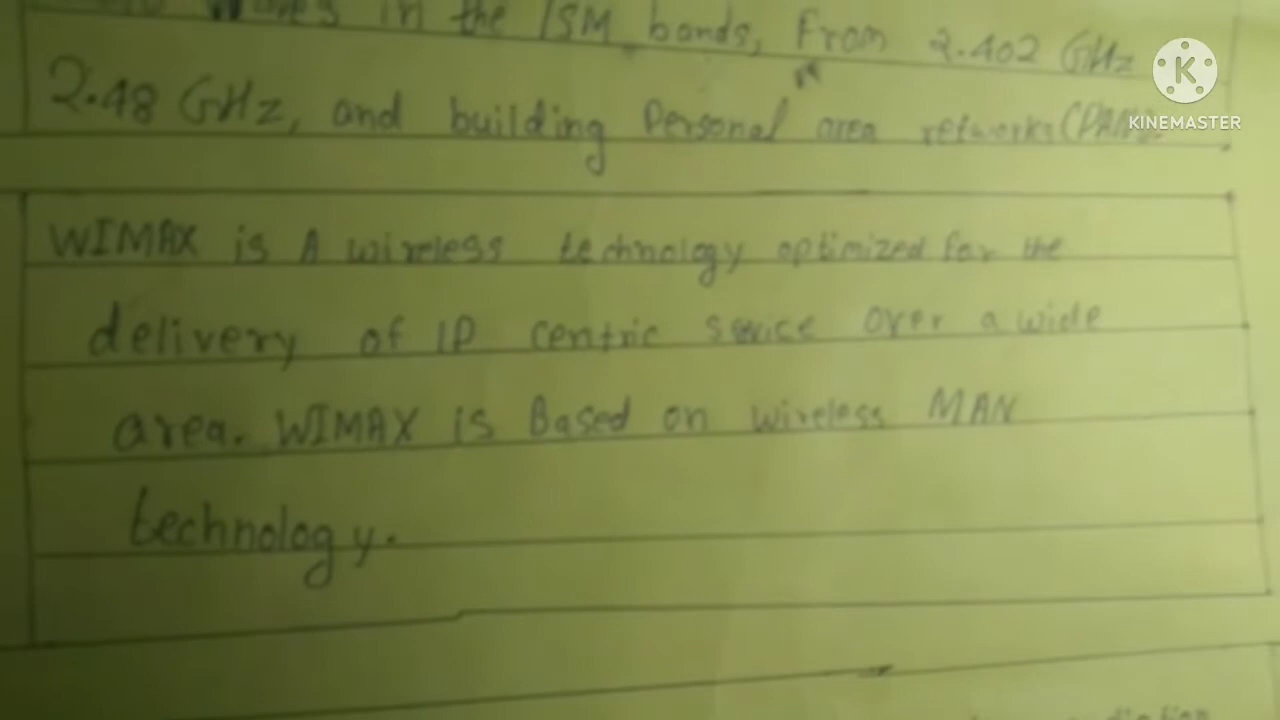 waves in the ISM bands, From 2.402 GHz
2.48 GHz, and building Personal area networks (PANs).
WIMAX is A wireless technology optimized for the
delivery of IP centric service over a wide
area. WIMAX is Based on wireless MAN
technology.
KINEMASTER